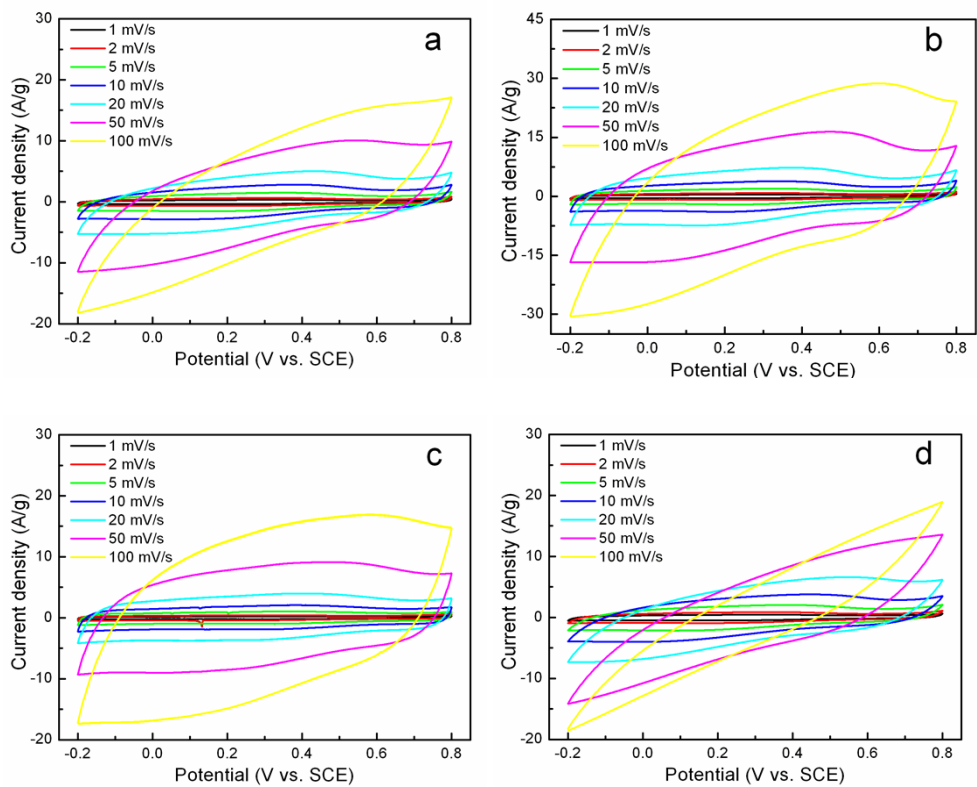 a
1 mV/s
2 mV/s
5 mV/s
10 mV/s
20 mV/s
50 mV/s
100 mV/s
Current density (A/g)
30
20
10
0
-10
-20
-0.2 0.0 0.2 0.4 0.6 0.8
Potential (V vs. SCE)
b
1 mV/s
2 mV/s
5 mV/s
10 mV/s
20 mV/s
50 mV/s
100 mV/s
Current density (A/g)
45
30
15
0
-15
-30
-0.2 0.0 0.2 0.4 0.6 0.8
Potential (V vs. SCE)
c
1 mV/s
2 mV/s
5 mV/s
10 mV/s
20 mV/s
50 mV/s
100 mV/s
Current density (A/g)
30
20
10
0
-10
-20
-0.2 0.0 0.2 0.4 0.6 0.8
Potential (V vs. SCE)
d
1 mV/s
2 mV/s
5 mV/s
10 mV/s
20 mV/s
50 mV/s
100 mV/s
Current density (A/g)
30
20
10
0
-10
-20
-0.2 0.0 0.2 0.4 0.6 0.8
Potential (V vs. SCE)